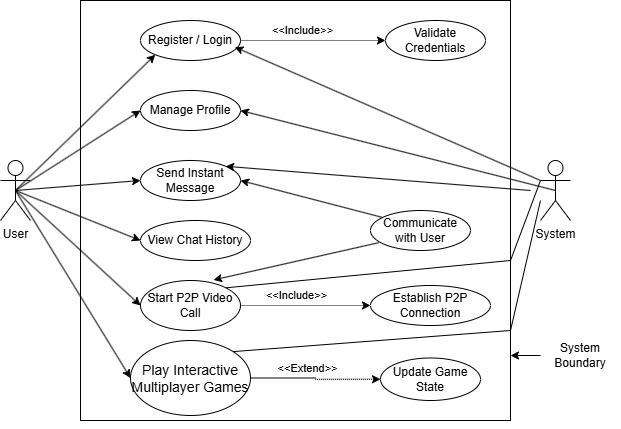 <<Include>>
Register / Login
Validate
Credentials
Manage Profile
Send Instant
Message
User
Communicate
with User
System
View Chat History
Start P2P Video
Call
<<Include>>
Establish P2P
Connection
System
Boundary
Play Interactive
Multiplayer Games
<<Extend>>
Update Game
State